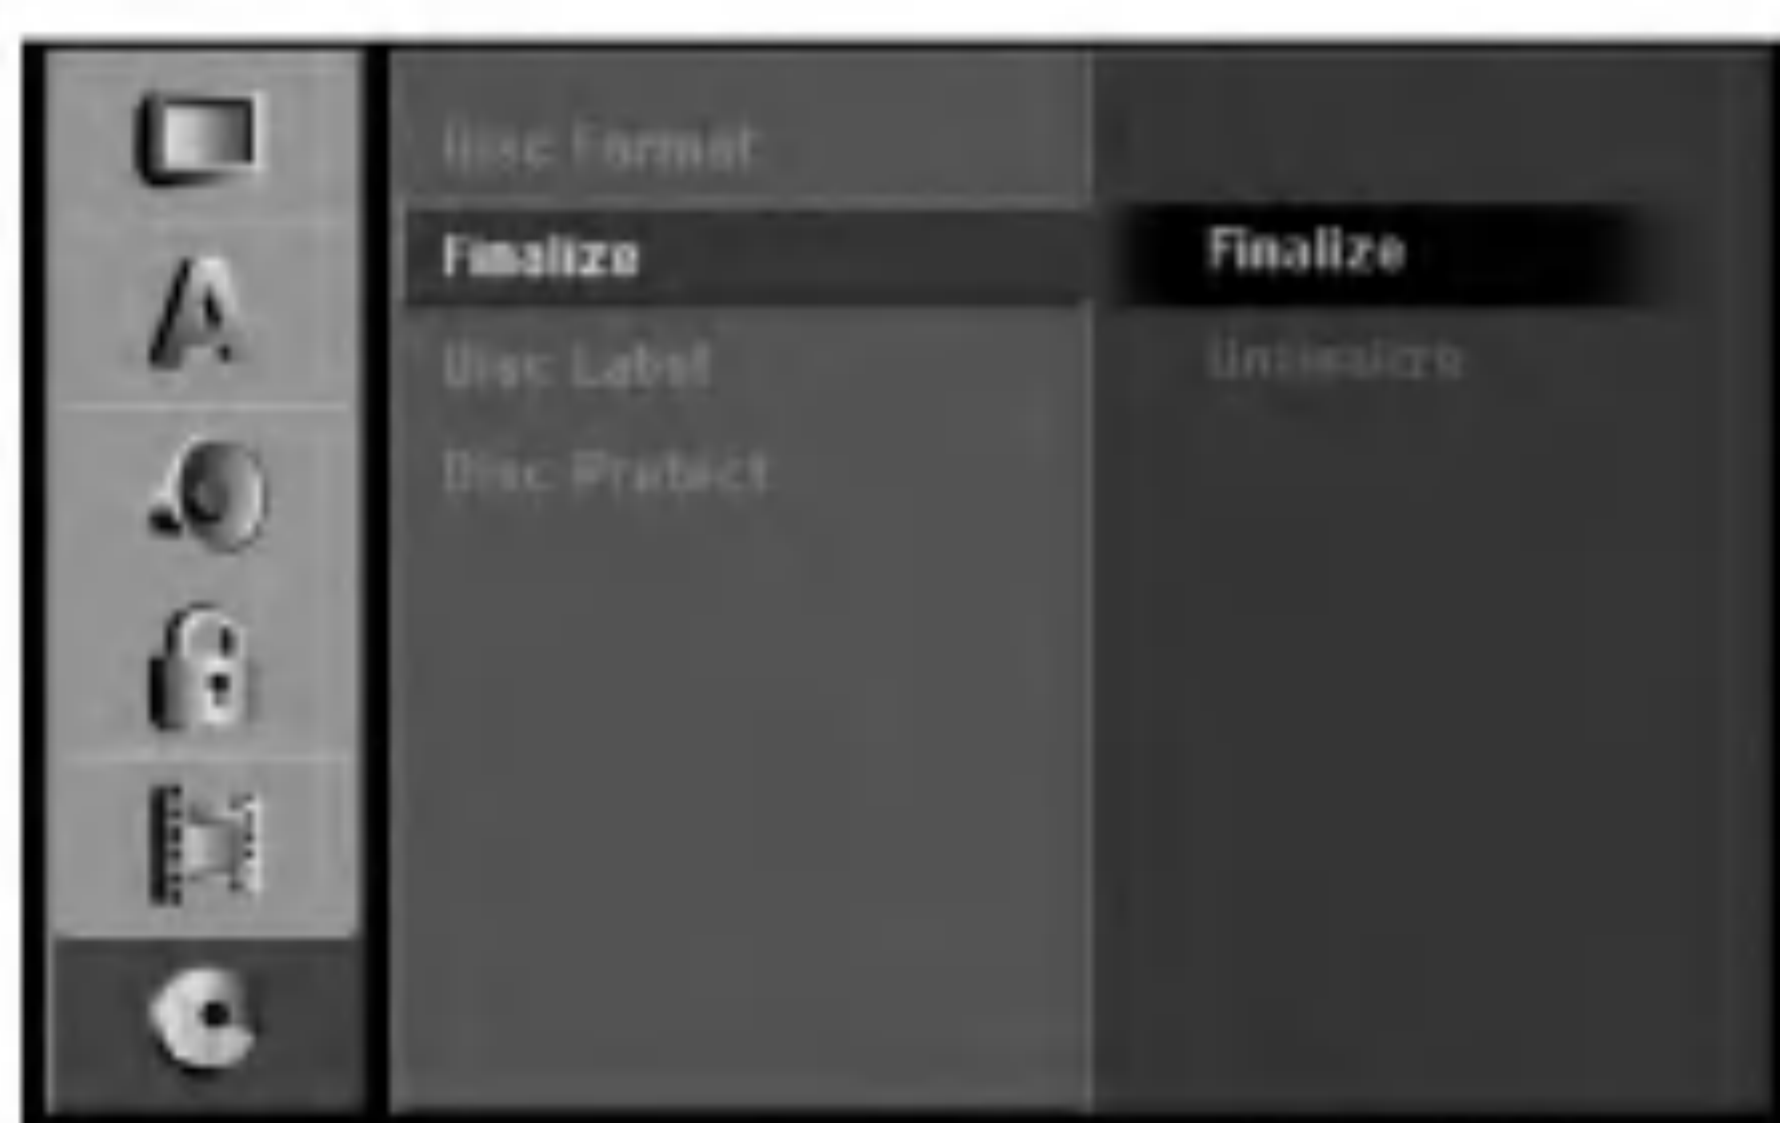 Disc Format
Finalize
Finalize
Disc Label
Unfinalize
Disc Protect